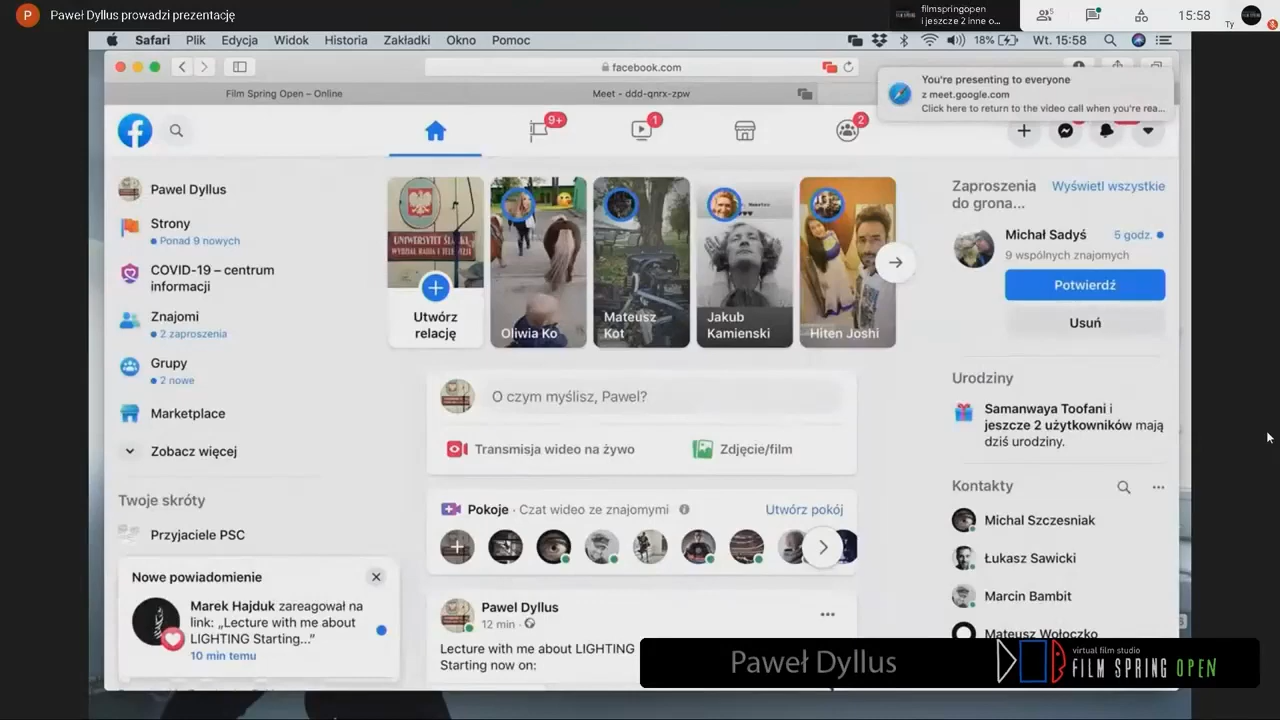 P Paweł Dyllus prowadzi prezentację
filmspringopen
i jeszcze 2 inne o...
5
15:58
Ty
Safari Plik Edycja Widok Historia Zakładki Okno Pomoc
18% Wt. 15:58
facebook.com
Film Spring Open – Online
Meet - ddd-qnrx-zpw
You're presenting to everyone
z meet.google.com
Click here to return to the video call when you're rea...
9+
1
2
Pawel Dyllus
Strony
Ponad 9 nowych
COVID-19 – centrum
informacji
Znajomi
2 zaproszenia
Grupy
2 nowe
Marketplace
Zobacz więcej
Twoje skróty
Przyjaciele PSC
Nowe powiadomienie
Marek Hajduk zareagował na
link: „Lecture with me about
LIGHTING Starting...”
10 min temu
UNIWERSYTET ŚLĄSKI
WYDZIAŁ RADIA I TELEWIZJI
Utwórz
relację
Oliwia Ko
Mateusz
Kot
Jakub
Kamienski
Hiten Joshi
O czym myślisz, Pawel?
Transmisja wideo na żywo
Zdjęcie/film
Pokoje · Czat wideo ze znajomymi
Utwórz pokój
Pawel Dyllus
12 min ·
Lecture with me about LIGHTING
Starting now on:
Zaproszenia
do grona...
Wyświetl wszystkie
Michał Sadyś
5 godz.
9 wspólnych znajomych
Potwierdź
Usuń
Urodziny
Samanwaya Toofani i
jeszcze 2 użytkowników mają
dziś urodziny.
Kontakty
Michal Szczesniak
Łukasz Sawicki
Marcin Bambit
Mateusz Wołoczko
Paweł Dyllus
virtual film studio
FILM SPRING OPEN